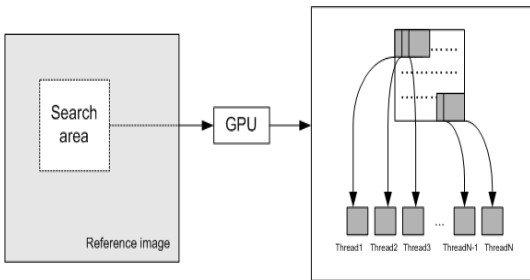 Search
area
Reference image
GPU
Thread1 Thread2 Thread3 ... ThreadN-1 ThreadN